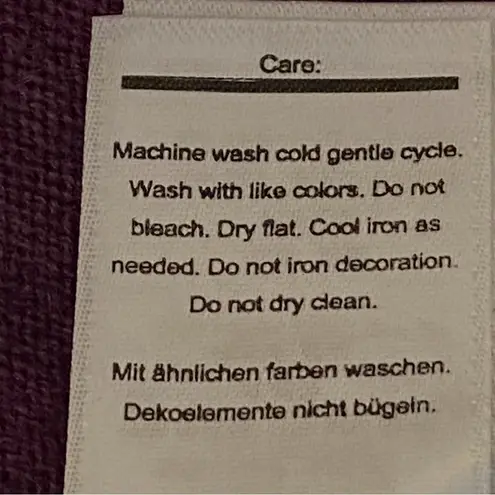 Care:
Machine wash cold gentle cycle.
Wash with like colors. Do not
bleach. Dry flat. Cool iron as
needed. Do not iron decoration.
Do not dry clean.
Mit ähnlichen farben waschen.
Dekoelemente nicht bügeln.